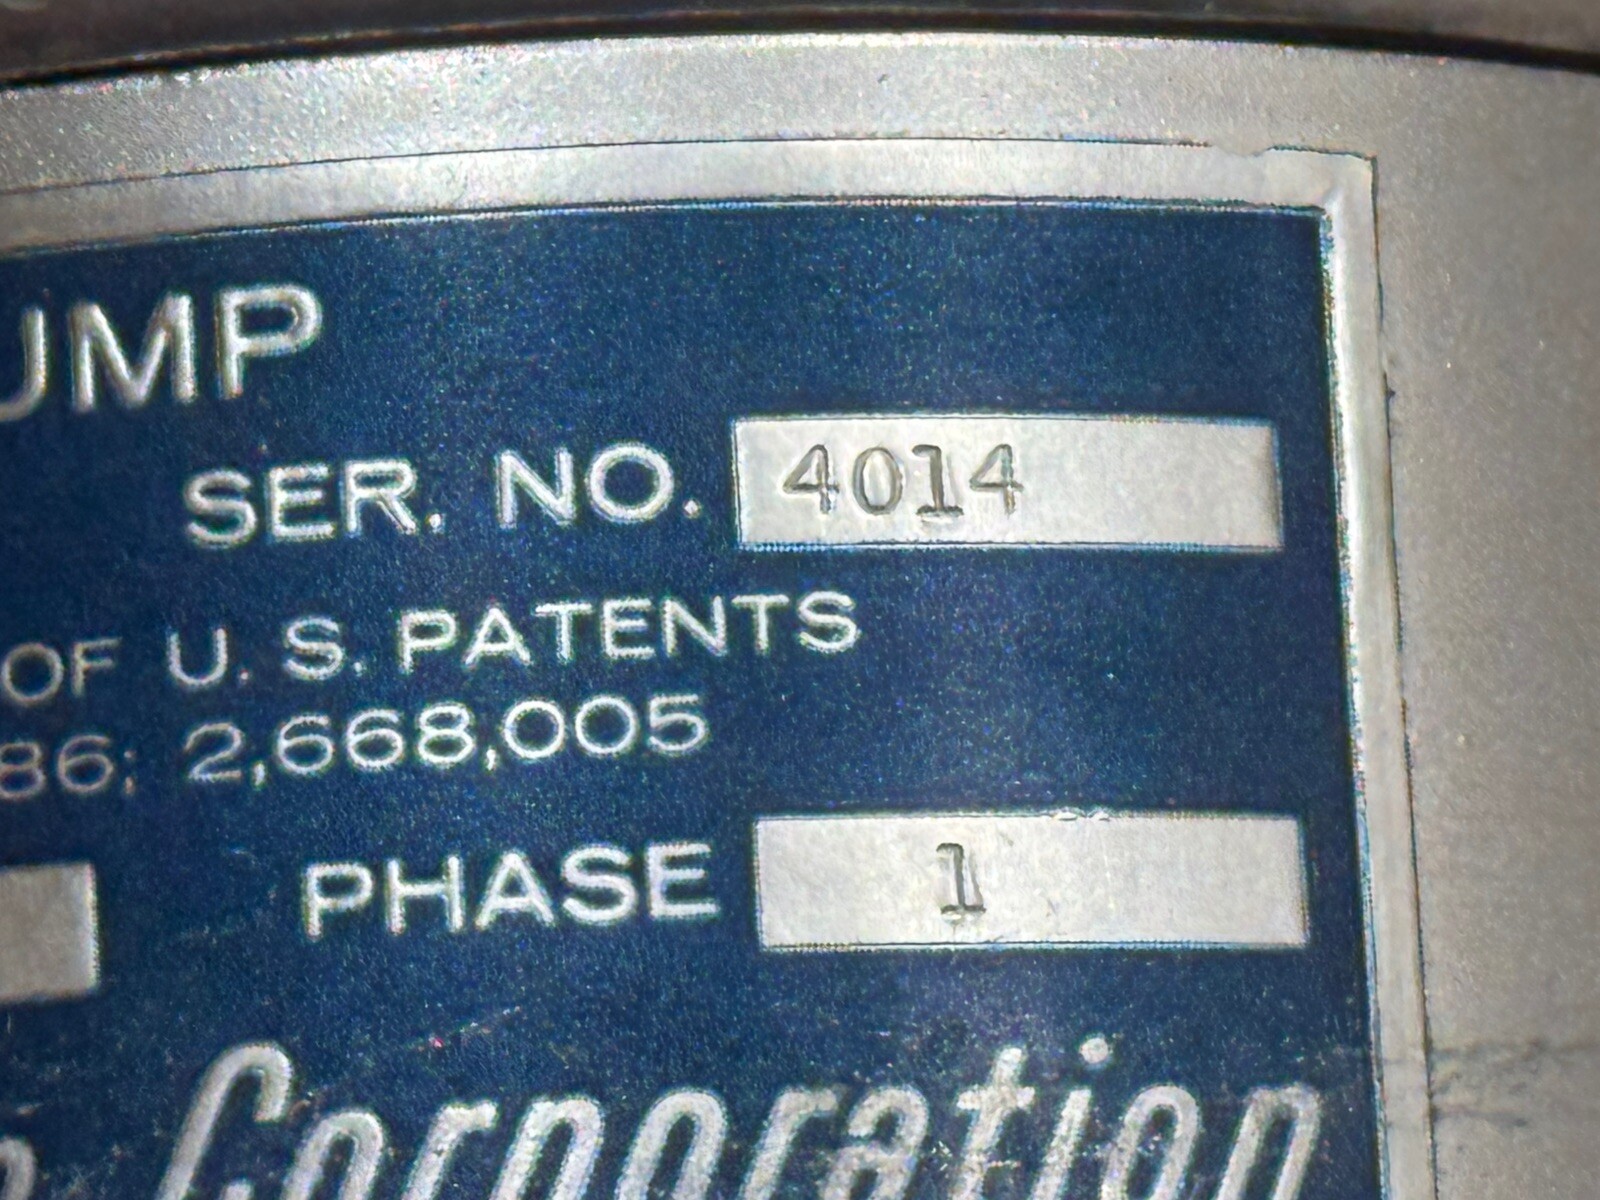 UMP
SER. NO. 4014
OF U. S. PATENTS
86; 2,668,005
PHASE 1
Corporation